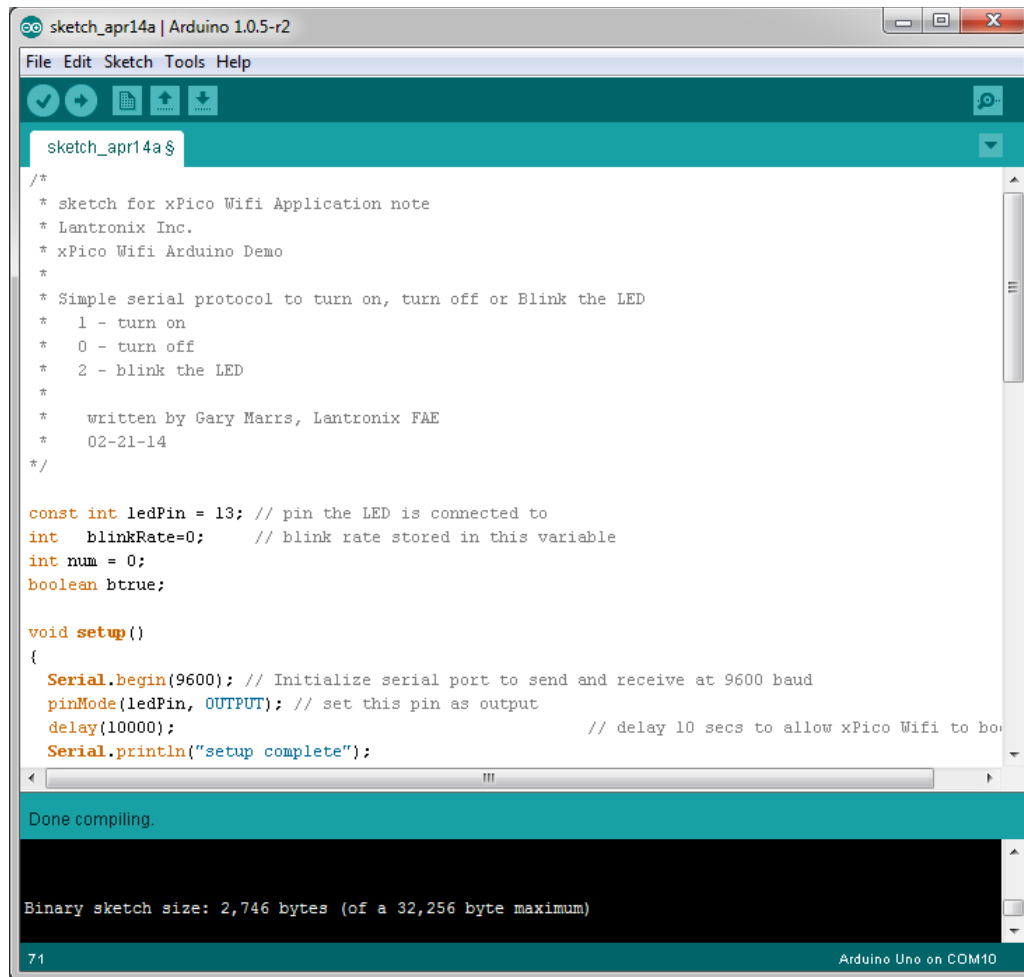 sketch_apr14a | Arduino 1.0.5-r2
File Edit Sketch Tools Help
sketch_apr14a §
/*
 * sketch for xPico Wifi Application note
 * Lantronix Inc.
 * xPico Wifi Arduino Demo
 *
 * Simple serial protocol to turn on, turn off or Blink the LED
 *   1 - turn on
 *   0 - turn off
 *   2 - blink the LED
 *
 *    written by Gary Marrs, Lantronix FAE
 *    02-21-14
*/
const int ledPin = 13; // pin the LED is connected to
int   blinkRate=0;     // blink rate stored in this variable
int num = 0;
boolean btrue;
void setup()
{
  Serial.begin(9600); // Initialize serial port to send and receive at 9600 baud
  pinMode(ledPin, OUTPUT); // set this pin as output
  delay(10000);                                           // delay 10 secs to allow xPico Wifi to bo
  Serial.println("setup complete");
Done compiling.
Binary sketch size: 2,746 bytes (of a 32,256 byte maximum)
71
Arduino Uno on COM10